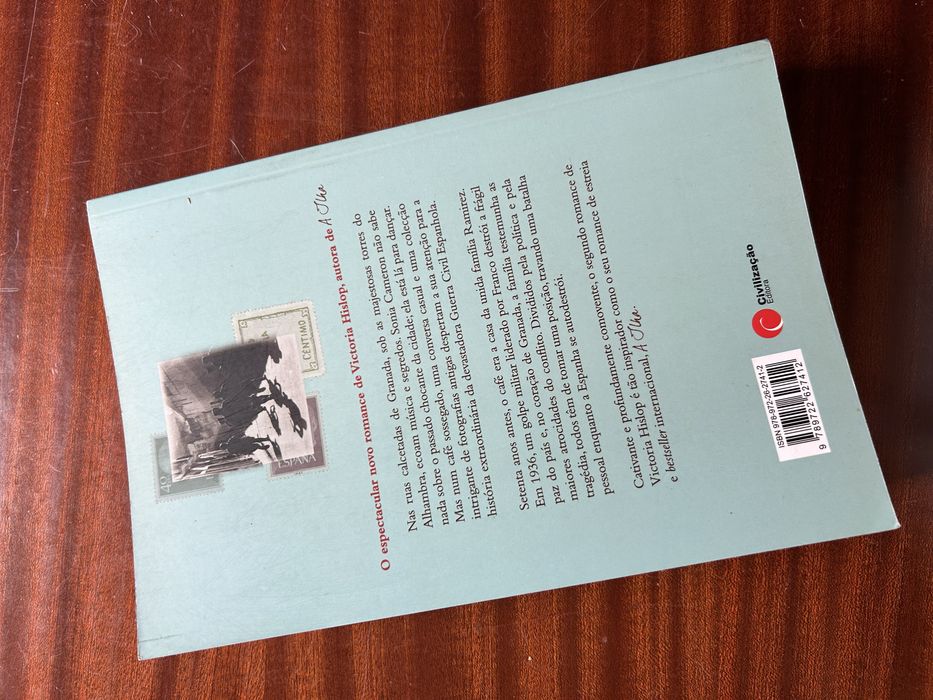 40
ESPAÑA
CÉNTIMO
O espectacular novo romance de Victoria Hislop, autora de A Ilha
Nas ruas calcetadas de Granada, sob as majestosas torres do
Alhambra, ecoam música e segredos. Sonia Cameron não sabe
nada sobre o passado chocante da cidade; ela está lá para dançar.
Mas num café sossegado, uma conversa casual e uma colecção
intrigante de fotografias antigas despertam a sua atenção para a
história extraordinária da devastadora Guerra Civil Espanhola.
Setenta anos antes, o café era a casa da unida família Ramírez.
Em 1936, um golpe militar liderado por Franco destrói a frágil
paz do país e, no coração de Granada, a família testemunha as
maiores atrocidades do conflito. Divididos pela política e pela
tragédia, todos têm de tomar uma posição, travando uma batalha
pessoal enquanto a Espanha se autodestrói.
Cativante e profundamente comovente, o segundo romance de
Victoria Hislop é tão inspirador como o seu romance de estreia
e bestseller internacional, A Ilha.
ISBN 978-972-26-2741-2
9 789722 627412
Civilização
Editora